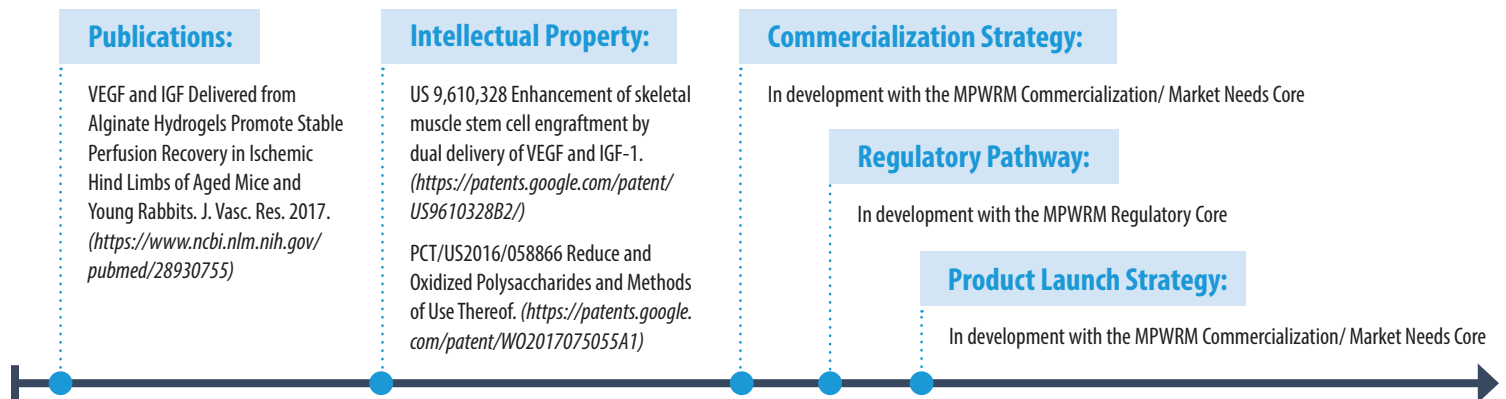 Publications:
VEGF and IGF Delivered from
Alginate Hydrogels Promote Stable
Perfusion Recovery in Ischemic
Hind Limbs of Aged Mice and
Young Rabbits. J. Vasc. Res. 2017.
(https://www.ncbi.nlm.nih.gov/
pubmed/28930755)
Intellectual Property:
US 9,610,328 Enhancement of skeletal
muscle stem cell engraftment by
dual delivery of VEGF and IGF-1.
(https://patents.google.com/patent/
US9610328B2/)
PCT/US2016/058866 Reduce and
Oxidized Polysaccharides and Methods
of Use Thereof. (https://patents.google.
com/patent/WO2017075055A1)
Commercialization Strategy:
In development with the MPWRM Commercialization/ Market Needs Core
Regulatory Pathway:
In development with the MPWRM Regulatory Core
Product Launch Strategy:
In development with the MPWRM Commercialization/ Market Needs Core